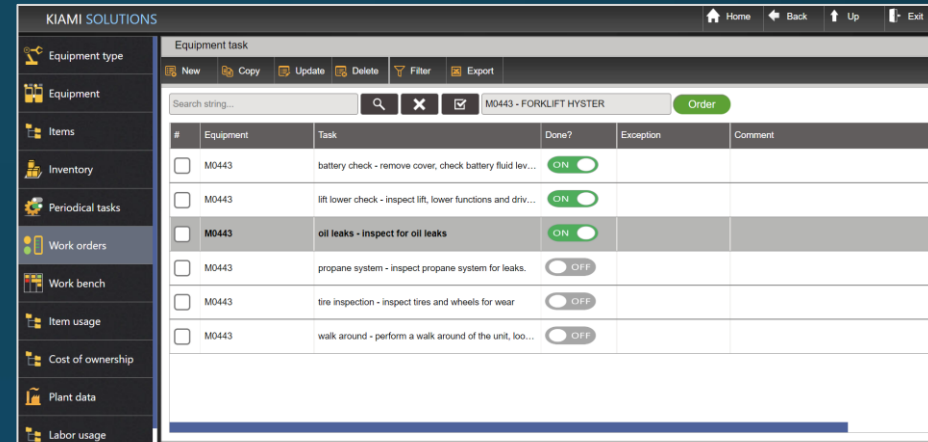 KIAMI SOLUTIONS
Home Back Up Exit
Equipment type
Equipment
Items
Inventory
Periodical tasks
Work orders
Work bench
Item usage
Cost of ownership
Plant data
Labor usage
Equipment task
New Copy Update Delete Filter Export
Search string... M0443 - FORKLIFT HYSTER Order
# Equipment Task Done? Exception Comment
M0443 battery check - remove cover, check battery fluid lev... ON
M0443 lift lower check - inspect lift, lower functions and driv... ON
M0443 oil leaks - inspect for oil leaks ON
M0443 propane system - inspect propane system for leaks. OFF
M0443 tire inspection - inspect tires and wheels for wear OFF
M0443 walk around - perform a walk around of the unit, loo... OFF